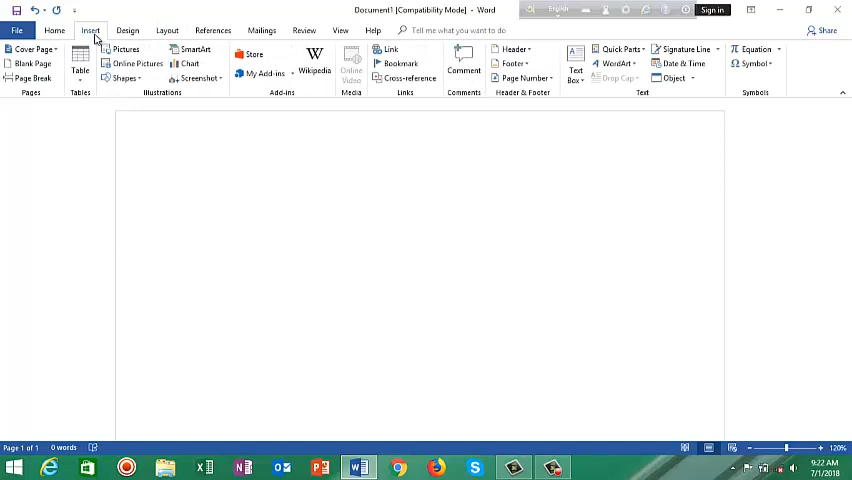 Document1 [Compatibility Mode] - Word
English
Sign in
File Home Insert Design Layout References Mailings Review View Help Tell me what you want to do Share
Cover Page
Blank Page
Page Break
Pages
Table
Tables
Pictures
Online Pictures
Shapes
SmartArt
Chart
Screenshot
Illustrations
Store
My Add-ins
Wikipedia
Add-ins
Online
Video
Media
Link
Bookmark
Cross-reference
Links
Comment
Comments
Header
Footer
Page Number
Header & Footer
Text
Box
Quick Parts
WordArt
Drop Cap
Signature Line
Date & Time
Object
Text
Equation
Symbol
Symbols
Page 1 of 1 0 words
120%
9:22 AM
7/1/2018